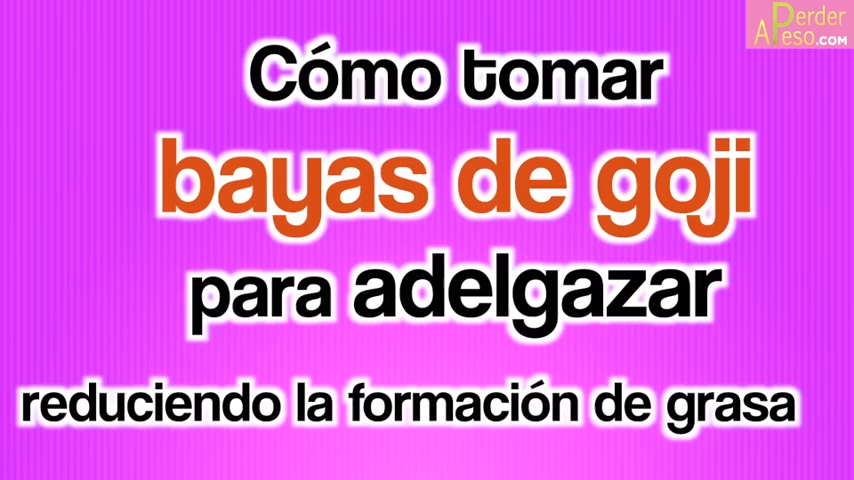 A Perder Peso.com
Cómo tomar
bayas de goji
para adelgazar
reduciendo la formación de grasa